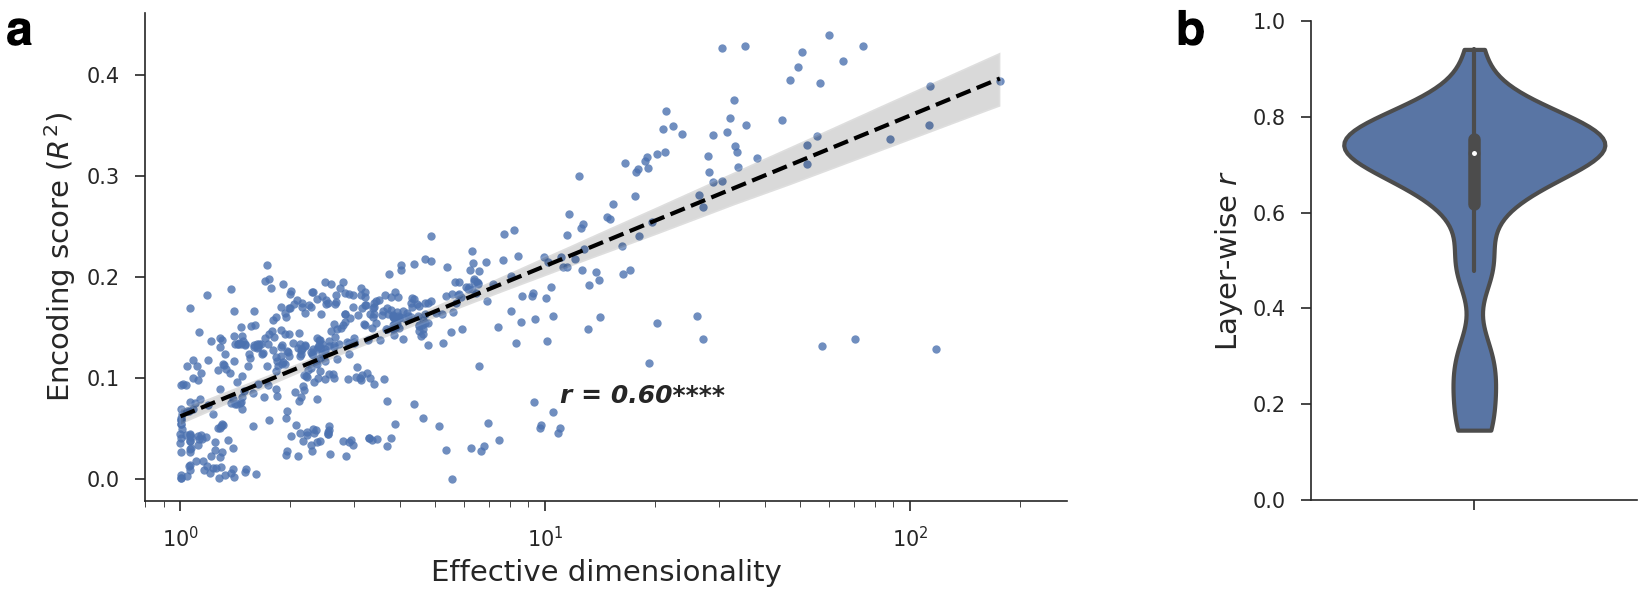 a
Encoding score (R²)
0.4
0.3
0.2
0.1
0.0
r = 0.60****
10⁰ 10¹ 10²
Effective dimensionality
b
Layer-wise r
1.0
0.8
0.6
0.4
0.2
0.0